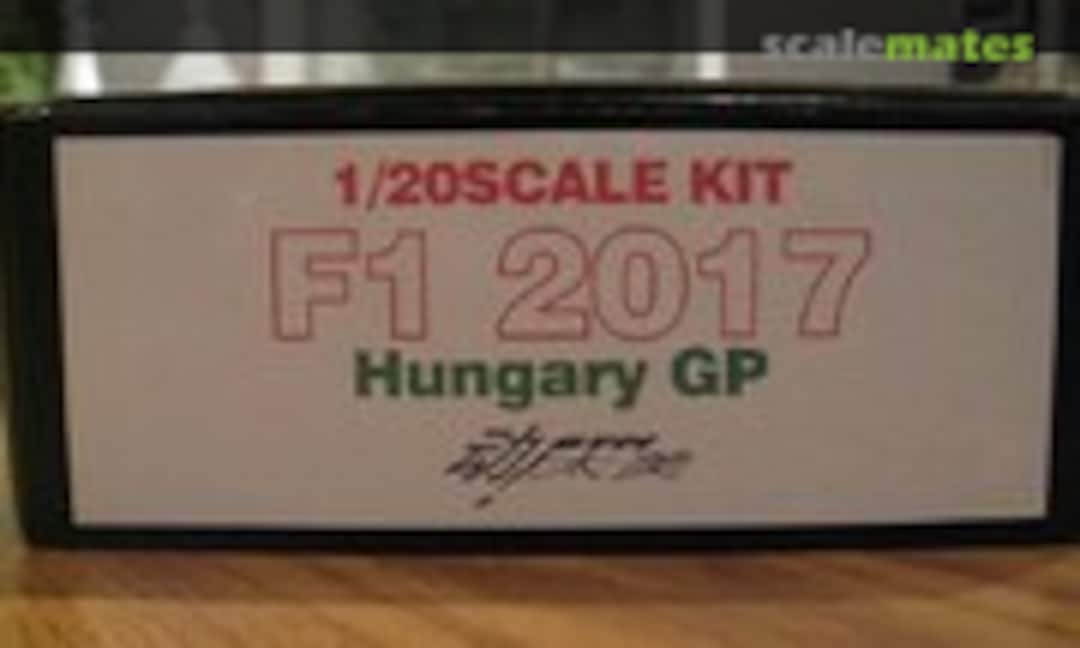 scalemates
1/20SCALE KIT
F1 2017
Hungary GP